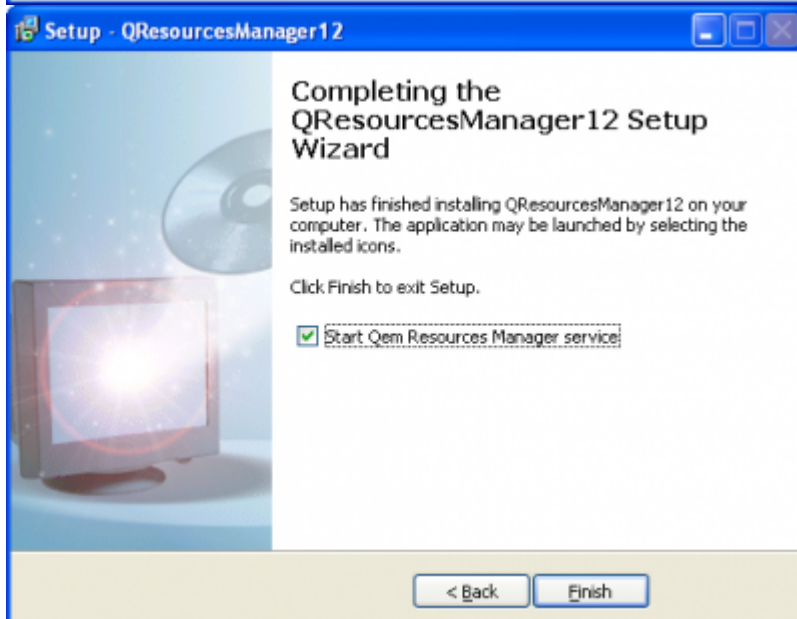 Setup - QResourcesManager12
Completing the
QResourcesManager12 Setup
Wizard
Setup has finished installing QResourcesManager12 on your
computer. The application may be launched by selecting the
installed icons.
Click Finish to exit Setup.
Start Qem Resources Manager service
< Back
Finish